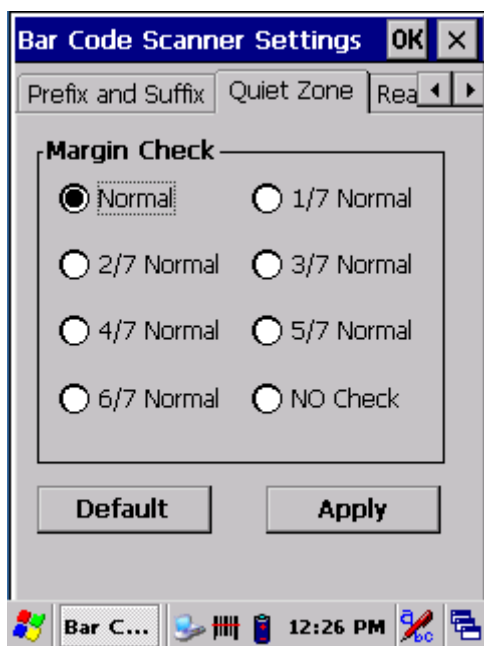 Bar Code Scanner Settings OK ×
Prefix and Suffix Quiet Zone Rea
Margin Check
Normal 1/7 Normal
2/7 Normal 3/7 Normal
4/7 Normal 5/7 Normal
6/7 Normal NO Check
Default Apply
Bar C... 12:26 PM abc